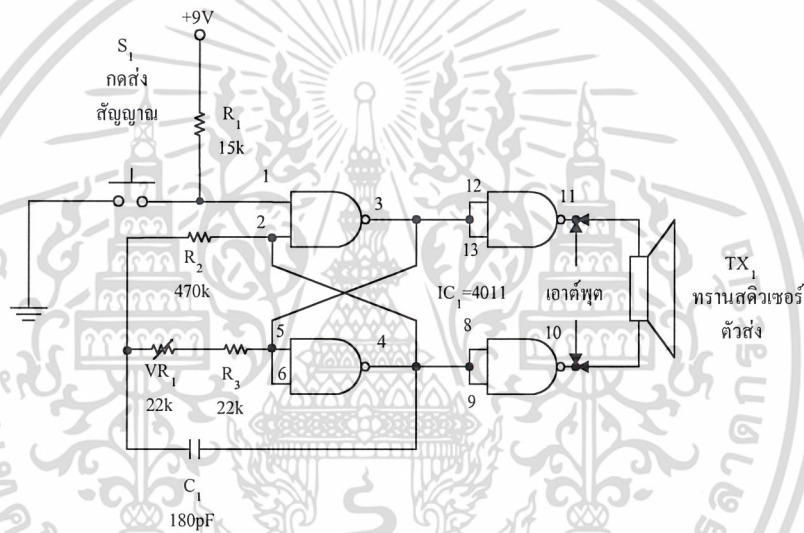 +9V
S1
กดส่ง
สัญญาณ
R1
15k
1
2
3
12
13
11
R2
470k
IC1=4011
เอาต์พุต
TX1
ทรานสดิวเซอร์
ตัวส่ง
5
6
4
8
9
10
VR1
22k
R3
22k
C1
180pF